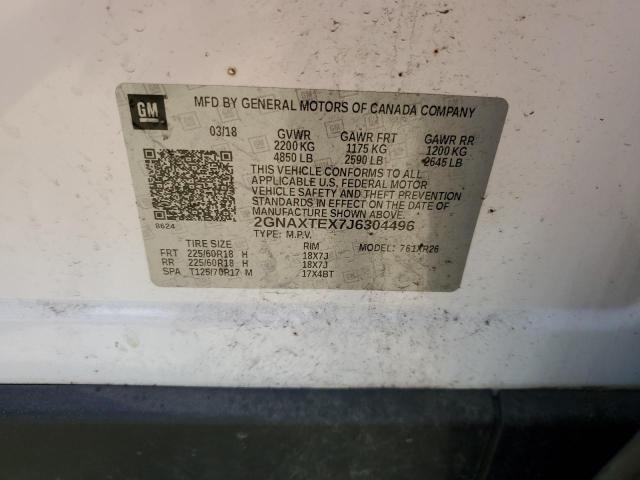 GM
MFD BY GENERAL MOTORS OF CANADA COMPANY
03/18 GVWR GAWR FRT GAWR RR
2200 KG 1175 KG 1200 KG
4850 LB 2590 LB 2645 LB
THIS VEHICLE CONFORMS TO ALL
APPLICABLE U.S. FEDERAL MOTOR
VEHICLE SAFETY AND THEFT PREVENTION
STANDARDS IN EFFECT ON THE DATE OF
MANUFACTURE SHOWN ABOVE.
8624 2GNAXTEX7J6304496
TYPE: M.P.V. MODEL: 761XR26
TIRE SIZE RIM
FRT 225/60R18 H 18X7J
RR 225/60R18 H 18X7J
SPA T125/70R17 M 17X4BT